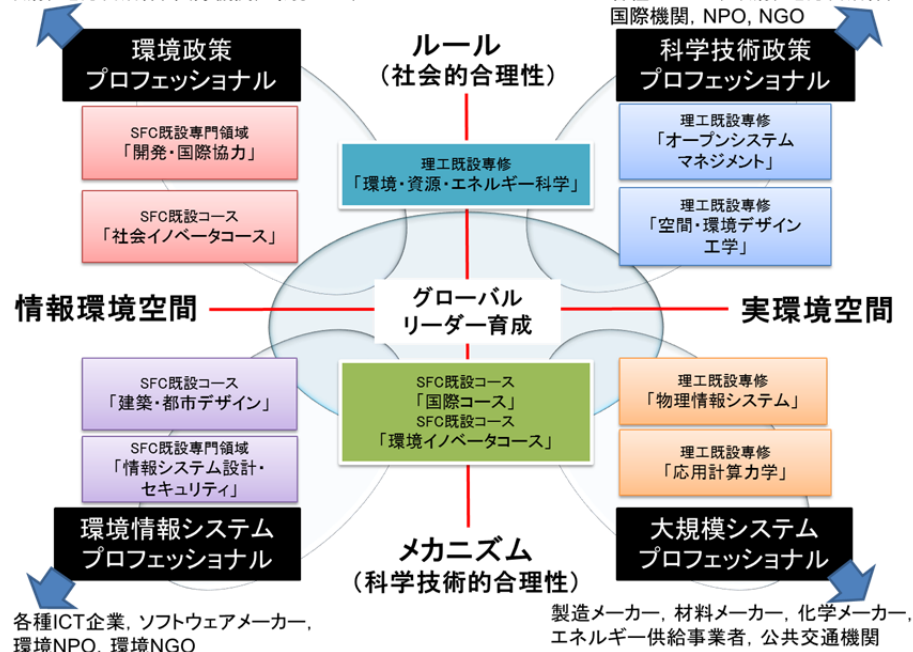 国際機関, NPO, NGO
環境政策
プロフェッショナル
ルール
(社会的合理性)
科学技術政策
プロフェッショナル
SFC既設専門領域
「開発・国際協力」
理工既設専修
「環境・資源・エネルギー科学」
理工既設専修
「オープンシステム
マネジメント」
SFC既設コース
「社会イノベータコース」
理工既設専修
「空間・環境デザイン
工学」
情報環境空間
グローバル
リーダー育成
実環境空間
SFC既設コース
「建築・都市デザイン」
SFC既設コース
「国際コース」
SFC既設コース
「環境イノベータコース」
理工既設専修
「物理情報システム」
SFC既設専門領域
「情報システム設計・
セキュリティ」
理工既設専修
「応用計算力学」
環境情報システム
プロフェッショナル
メカニズム
(科学技術的合理性)
大規模システム
プロフェッショナル
各種ICT企業, ソフトウェアメーカー,
環境NPO, 環境NGO
製造メーカー, 材料メーカー, 化学メーカー,
エネルギー供給事業者, 公共交通機関